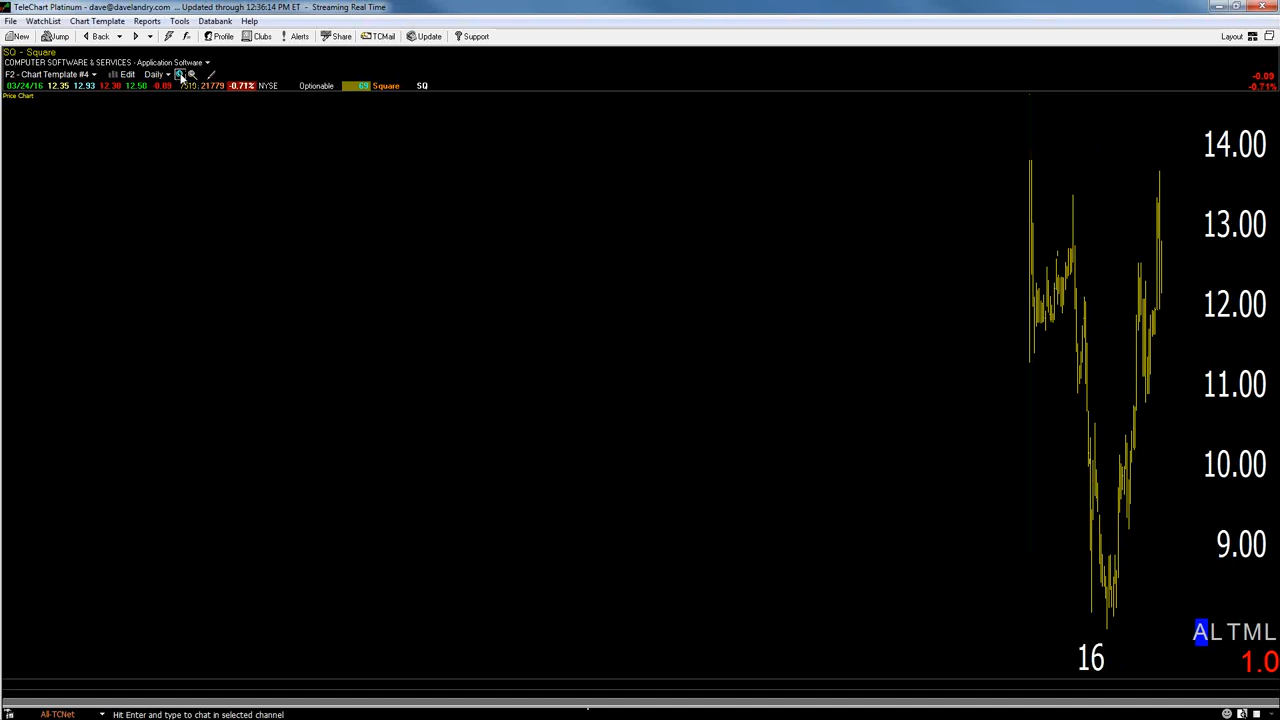 TeleChart Platinum - dave@davelandry.com ... Updated through 12:36:14 PM ET - Streaming Real Time
File WatchList Chart Template Reports Tools Databank Help
New Jump Back Profile Clubs Alerts Share TCMail Update Support Layout
SQ - Square
COMPUTER SOFTWARE & SERVICES - Application Software
F2 - Chart Template #4 Edit Daily
03/24/16 12.35 12.93 12.30 12.50 -0.09 21779 -0.71% NYSE Optionable 69 Square SQ
-0.09
-0.71%
Price Chart
14.00
13.00
12.00
11.00
10.00
9.00
A L T M L
16
1.0
All-TCNet Hit Enter and type to chat in selected channel